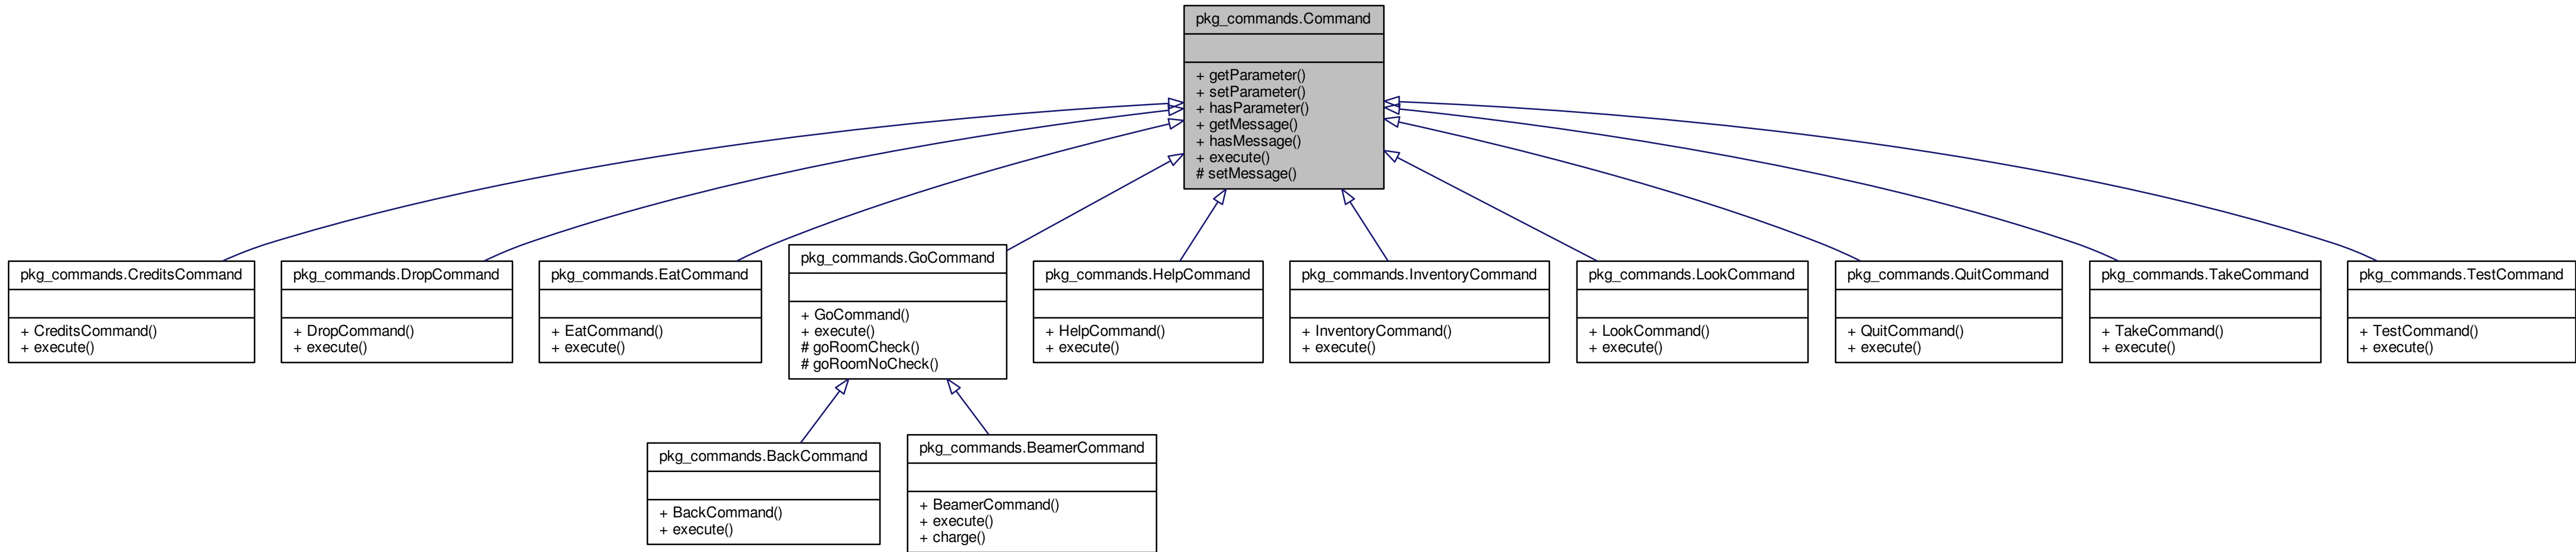 pkg_commands.Command
+ getParameter()
+ setParameter()
+ hasParameter()
+ getMessage()
+ hasMessage()
+ execute()
# setMessage()
pkg_commands.CreditsCommand
+ CreditsCommand()
+ execute()
pkg_commands.DropCommand
+ DropCommand()
+ execute()
pkg_commands.EatCommand
+ EatCommand()
+ execute()
pkg_commands.GoCommand
+ GoCommand()
+ execute()
# goRoomCheck()
# goRoomNoCheck()
pkg_commands.HelpCommand
+ HelpCommand()
+ execute()
pkg_commands.InventoryCommand
+ InventoryCommand()
+ execute()
pkg_commands.LookCommand
+ LookCommand()
+ execute()
pkg_commands.QuitCommand
+ QuitCommand()
+ execute()
pkg_commands.TakeCommand
+ TakeCommand()
+ execute()
pkg_commands.TestCommand
+ TestCommand()
+ execute()
pkg_commands.BackCommand
+ BackCommand()
+ execute()
pkg_commands.BeamerCommand
+ BeamerCommand()
+ execute()
+ charge()